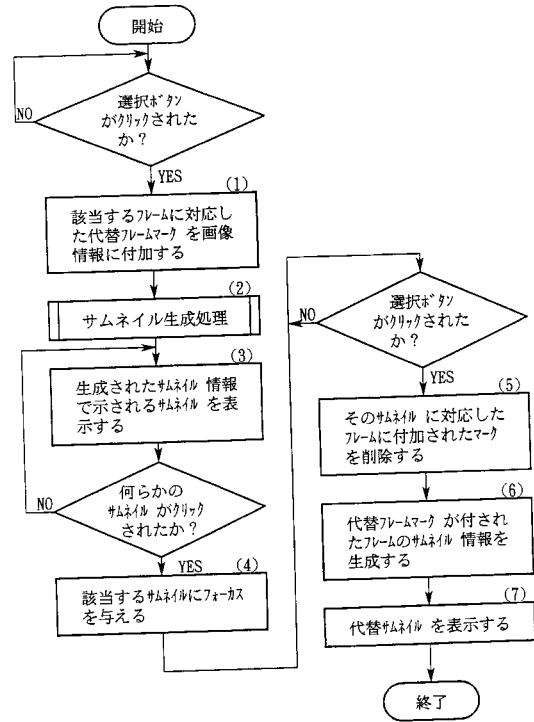 開始
選択ﾎﾞﾀﾝ
がｸﾘｯｸされた
か？
NO
YES
(1)
該当するﾌﾚｰﾑに対応し
た代替ﾌﾚｰﾑﾏｰｸ を画像
情報に付加する
(2)
サムネイル生成処理
(3)
生成されたｻﾑﾈｲﾙ 情報
で示されるｻﾑﾈｲﾙ を表
示する
何らかの
ｻﾑﾈｲﾙ がｸﾘｯｸ
されたか？
NO
YES
(4)
該当するｻﾑﾈｲﾙにﾌｫｰｶｽ
を与える
選択ﾎﾞﾀﾝ
がｸﾘｯｸされた
か？
NO
YES
(5)
そのｻﾑﾈｲﾙ に対応した
ﾌﾚｰﾑに付加されたﾏｰｸ
を削除する
(6)
代替ﾌﾚｰﾑﾏｰｸ が付され
たﾌﾚｰﾑのｻﾑﾈｲﾙ 情報を
生成する
(7)
代替ｻﾑﾈｲﾙ を表示する
終了